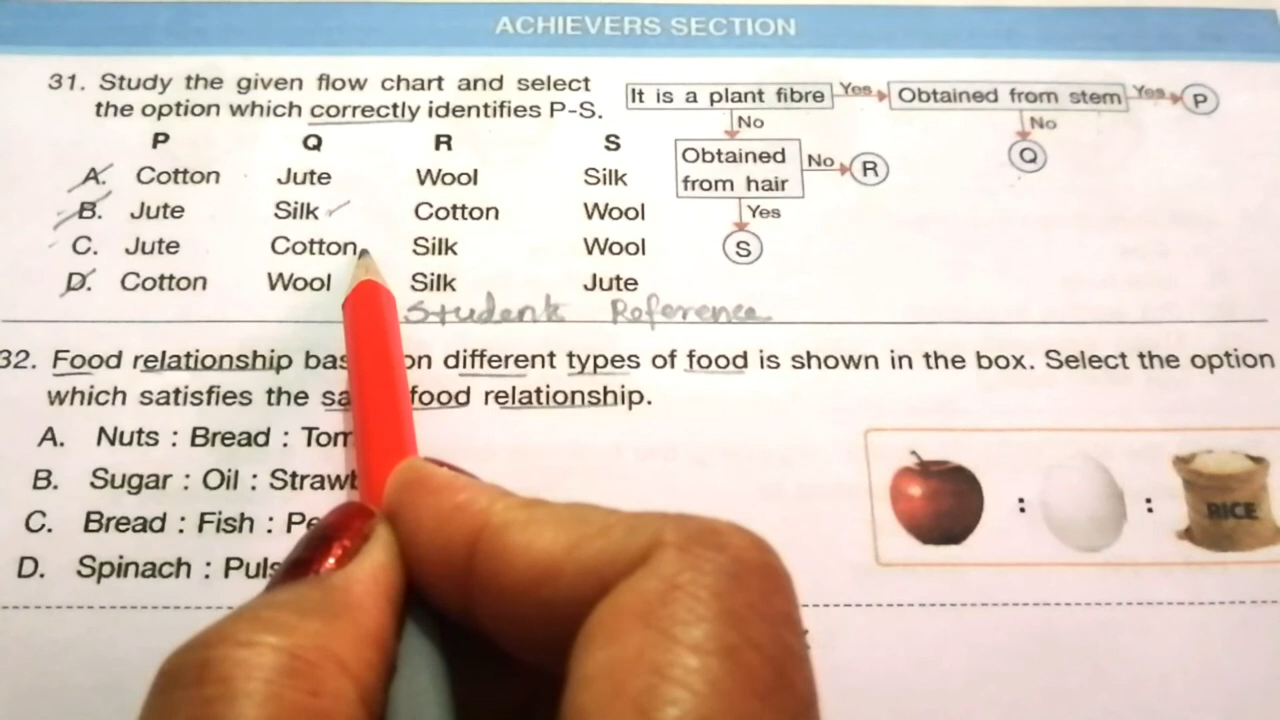 ACHIEVERS SECTION
31. Study the given flow chart and select
the option which correctly identifies P-S.
P Q R S
A. Cotton Jute Wool Silk
B. Jute Silk Cotton Wool
C. Jute Cotton Silk Wool
D. Cotton Wool Silk Jute
It is a plant fibre Yes Obtained from stem Yes P
No No
Obtained
from hair No R Q
Yes
S
Student Reference
32. Food relationship on different types of food is shown in the box. Select the option
which satisfies the food relationship.
A. Nuts : Bread :
B. Sugar : Oil :
C. Bread : Fish :
D. Spinach :
: :
RICE